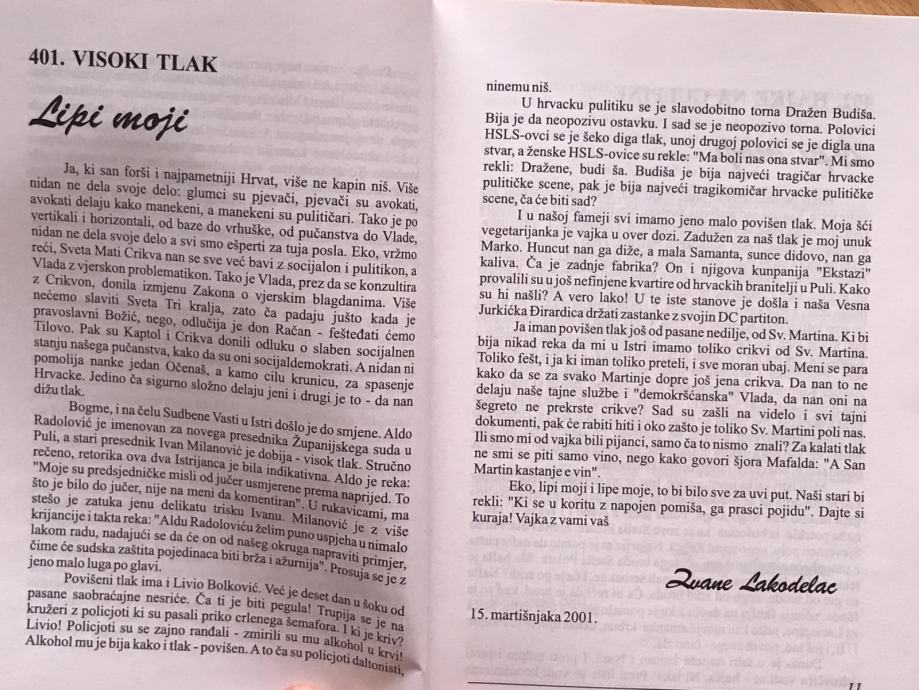 401. VISOKI TLAK
Lipi moji
Ja, ki san forši i najpametniji Hrvat, više ne kapin niš. Više
nidan ne dela svoje delo: glumci su pjevači, pjevači su avokati,
avokati delaju kako manekeni, a manekeni su pulitičari. Tako je po
vertikali i horizontali, od baze do vrhuške, od pučanstva do Vlade,
nidan ne dela svoje delo a svi smo ešperti za tuja posla. Eko, vržmo
reći, Sveta Mati Crikva nan se sve već bavi z socijalon i pulitikon, a
Vlada z vjerskon problematikon. Tako je Vlada, prez da se konzultira
z Crikvon, donila izmjenu Zakona o vjerskim blagdanima. Više
nećemo slaviti Sveta Tri kralja, zato ča padaju jušto kada je
pravoslavni Božić, nego, odlučija je don Račan - feštedati ćemo
Tilovo. Pak su Kaptol i Crikva donili odluku o slaben socijalnen
stanju našega pučanstva, kako da su oni socijaldemokrati. A nidan ni
pomolija nanke jedan Očenaš, a kamo cilu krunicu, za spasenje
Hrvacke. Jedino ča sigurno složno delaju jeni i drugi je to - da nan
dižu tlak.
Bogme, i na čelu Sudbene Vasti u Istri došlo je do smjene. Aldo
Radolović je imenovan za novega presednika Županijskega suda u
Puli, a stari presednik Ivan Milanović je dobija - visok tlak. Stručno
rečeno, retorika ova dva Istrijanca je bila indikativna. Aldo je reka:
"Moje su predsjedničke misli od jučer usmjerene prema naprijed. To
što je bilo do jučer, nije na meni da komentiran". U rukavicami, ma
stešo je zatuka jenu delikatu trisku Ivanu. Milanović je z više
krijancije i takta reka: "Aldu Radoloviću želim puno uspjeha u nimalo
lakom radu, nadajući se da će on od našeg okruga napraviti primjer,
čime će sudska zaštita pojedinaca biti brža i ažurnija". Prosuja se je z
jeno malo luga po glavi.
Povišeni tlak ima i Livio Bolković. Već je deset dan u šoku od
pasane saobraćajne nesriće. Ča ti je biti pegula! Trupija se je na
kružeri z policjoti ki su pasali priko crlenega šemafora. I ki je kriv?
Livio! Policjoti su se zajno ranđali - zmirili su mu alkohol u krvi!
Alkohol mu je bija kako i tlak - povišen. A to ča su policjoti daltonisti,
ninemu niš.
U hrvacku pulitiku se je slavodobitno torna Dražen Budiša.
Bija je da neopozivu ostavku. I sad se je neopozivo torna. Polovici
HSLS-ovci se je šeko diga tlak, unoj drugoj polovici se je digla una
stvar, a ženske HSLS-ovice su rekle: "Ma boli nas ona stvar". Mi smo
rekli: Dražene, budi ša. Budiša je bija najveći tragičar hrvacke
pulitičke scene, pak je bija najveći tragikomičar hrvacke pulitičke
scene, ča će biti sad?
I u našoj fameji svi imamo jeno malo povišen tlak. Moja šći
vegetarijanka je vajka u over dozi. Zadužen za naš tlak je moj unuk
Marko. Huncut nan ga diže, a mala Samanta, sunce didovo, nan ga
kaliva. Ča je zadnje fabrika? On i njigova kunpanija "Ekstazi"
provalili su u još nefinjene kvartire od hrvackih branitelji u Puli. Kako
su hi našli? A vero lako! U te iste stanove je došla i naša Vesna
Jurkićka Đirardica držati zastanke z svojin DC partiton.
Ja iman povišen tlak još od pasane nedilje, od Sv. Martina. Ki bi
bija nikad reka da mi u Istri imamo toliko crikvi od Sv. Martina.
Toliko fešt, i ja ki iman toliko preteli, i sve moran ubaj. Meni se para
kako da se za svako Martinje dopre još jena crikva. Da nan to ne
delaju naše tajne službe i "demokršćanska" Vlada, da nan oni na
šegreto ne prekrste crikve? Sad su zašli na videlo i svi tajni
dokumenti, pak će rabiti hiti i oko zašto je toliko Sv. Martini poli nas.
Ili smo mi od vajka bili pijanci, samo ča to nismo znali? Za kalati tlak
ne smi se piti samo vino, nego kako govori šjora Mafalda: "A San
Martin kastanje e vin".
Eko, lipi moji i lipe moje, to bi bilo sve za uvi put. Naši stari bi
rekli: "Ki se u koritu z napojen pomiša, ga prasci pojidu". Dajte si
kuraja! Vajka z vami vaš
Zvane Lakodelac
15. martišnjaka 2001.
11